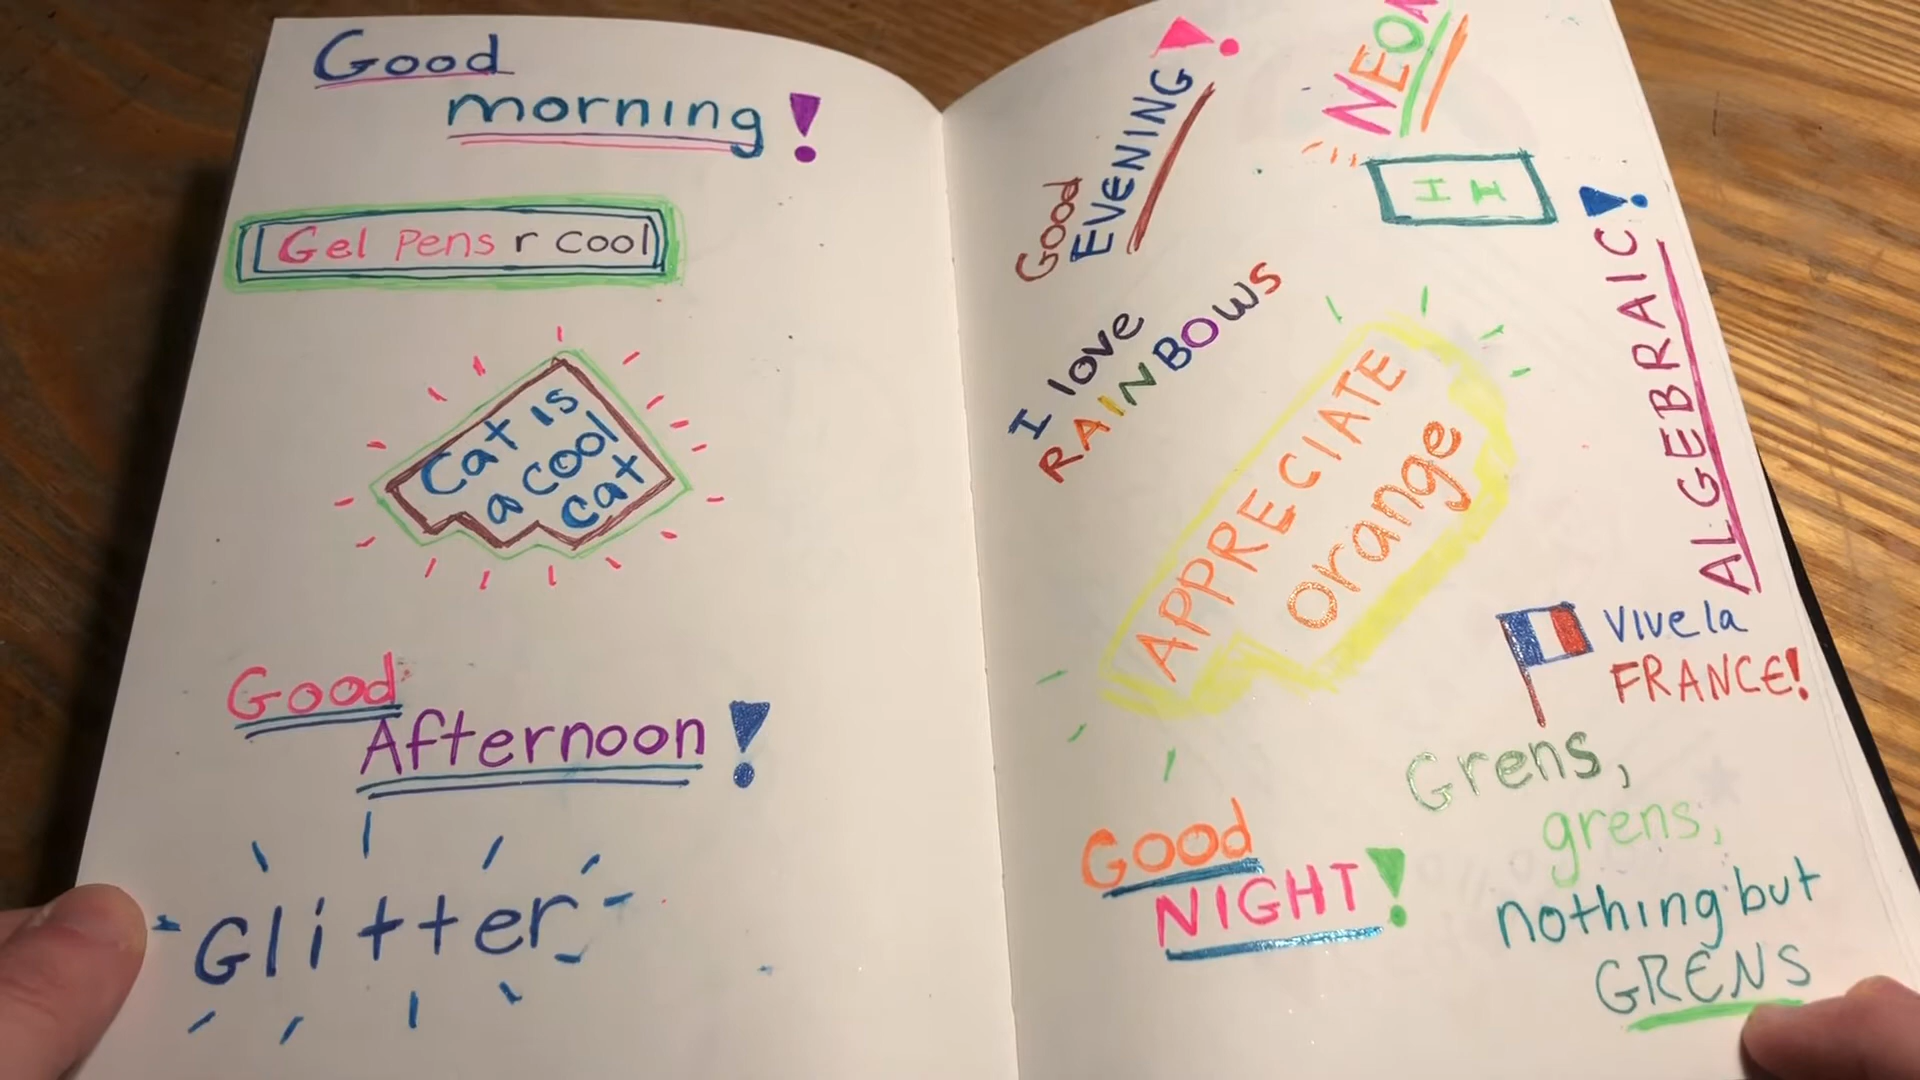 Good
morning!
Gel Pens r cool
Cat is
a cool
cat
Good
Afternoon!
Glitter
GOOD
EVENING!
NEON
HI
I love
RAINBOWS
APPRECIATE
orange
ALGEBRAIC!
Vive la
FRANCE!
Grens,
grens,
nothing but
GRENS
GOOD
NIGHT!